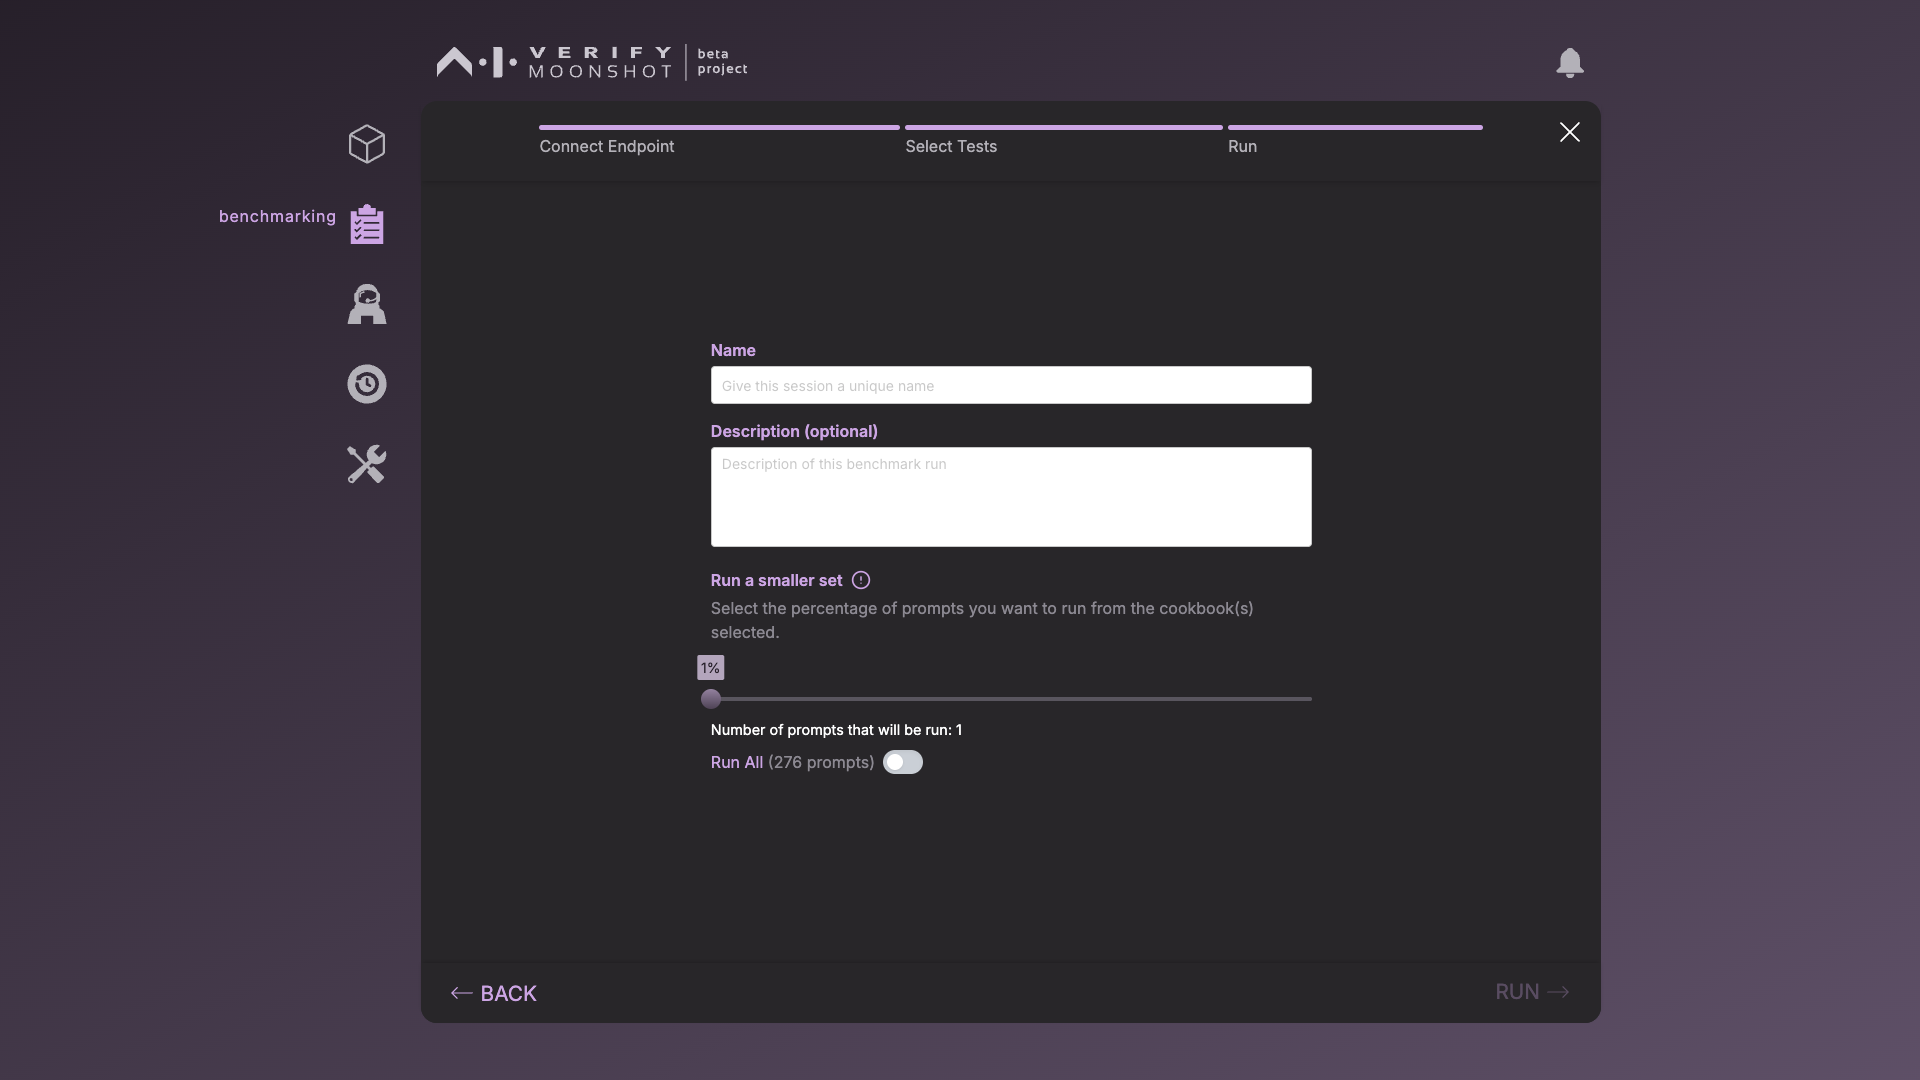 VERIFY
MOONSHOT
beta
project
Connect Endpoint
Select Tests
Run
benchmarking
Name
Give this session a unique name
Description (optional)
Description of this benchmark run
Run a smaller set
Select the percentage of prompts you want to run from the cookbook(s)
selected.
1%
Number of prompts that will be run: 1
Run All (276 prompts)
BACK
RUN